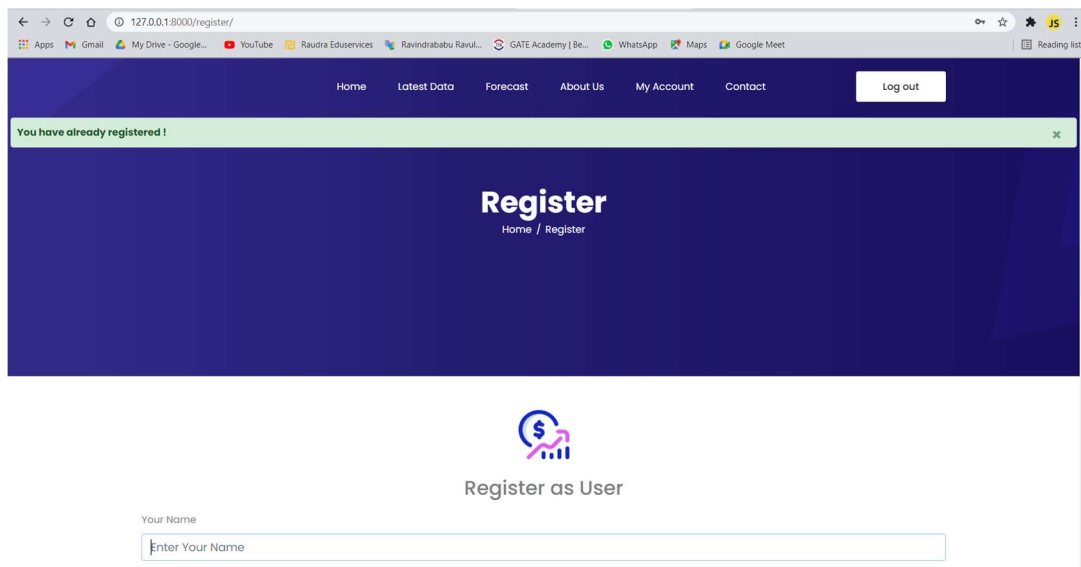 127.0.0.1:8000/register/
JS
Apps Gmail My Drive - Google... YouTube Raudra Eduservices Ravindrababu Ravul... GATE Academy | Be... WhatsApp Maps Google Meet Reading list
Home Latest Data Forecast About Us My Account Contact Log out
You have already registered ! ×
Register
Home / Register
$
Register as User
Your Name
Enter Your Name